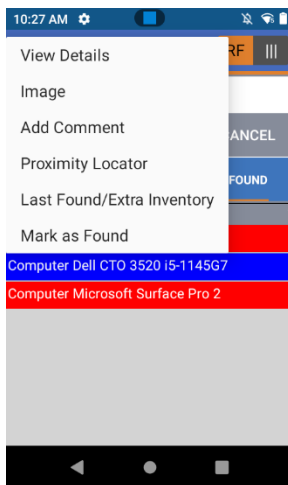 10:27 AM
View Details
RF
Image
Add Comment
ANCEL
Proximity Locator
FOUND
Last Found/Extra Inventory
Mark as Found
Computer Dell CTO 3520 i5-1145G7
Computer Microsoft Surface Pro 2